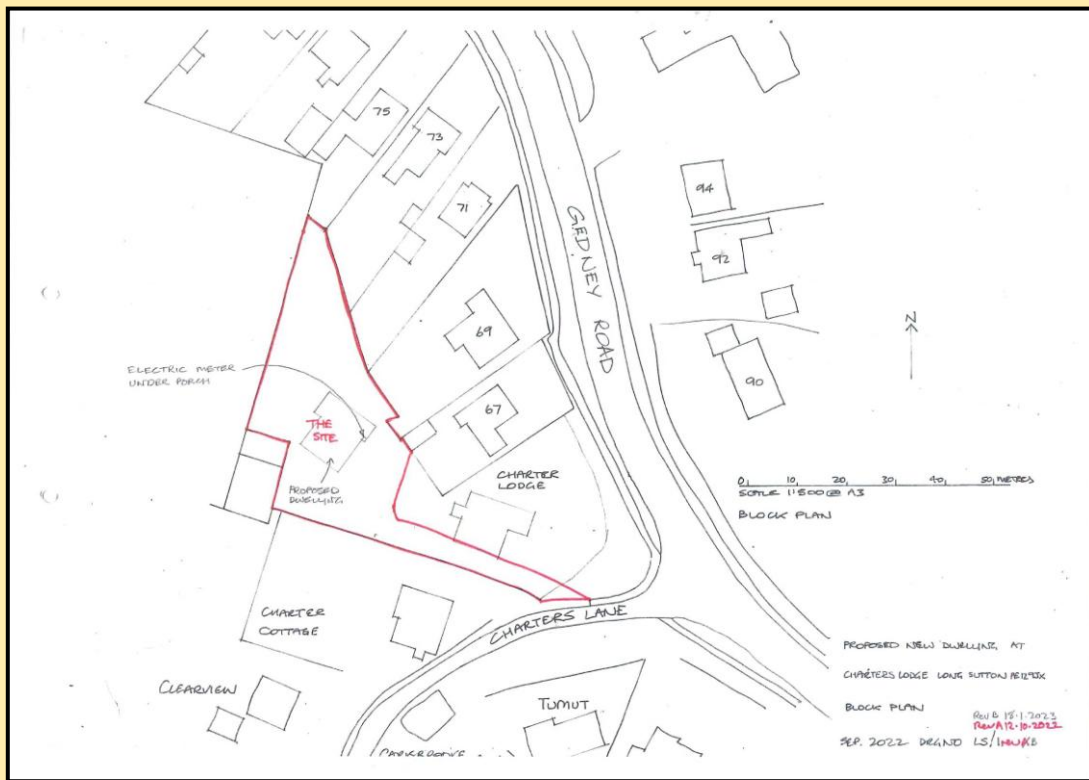 75
73
71
94
GEDNEY ROAD
92
N
69
ELECTRIC METER
UNDER PORCH
90
67
THE
SITE
CHARTER
LODGE
PROPOSED
DWELLING
0 10 20 30 40 50 METRES
SCALE 1:500 @ A3
BLOCK PLAN
CHARTER
COTTAGE
CHARTERS LANE
PROPOSED NEW DWELLING AT
CHARTERS LODGE LONG SUTTON
CLEARVIEW
TUMUT
BLOCK PLAN
Rev B 18.1.2023
Rev A 12.10.2022
SEP. 2022 DRG NO LS/